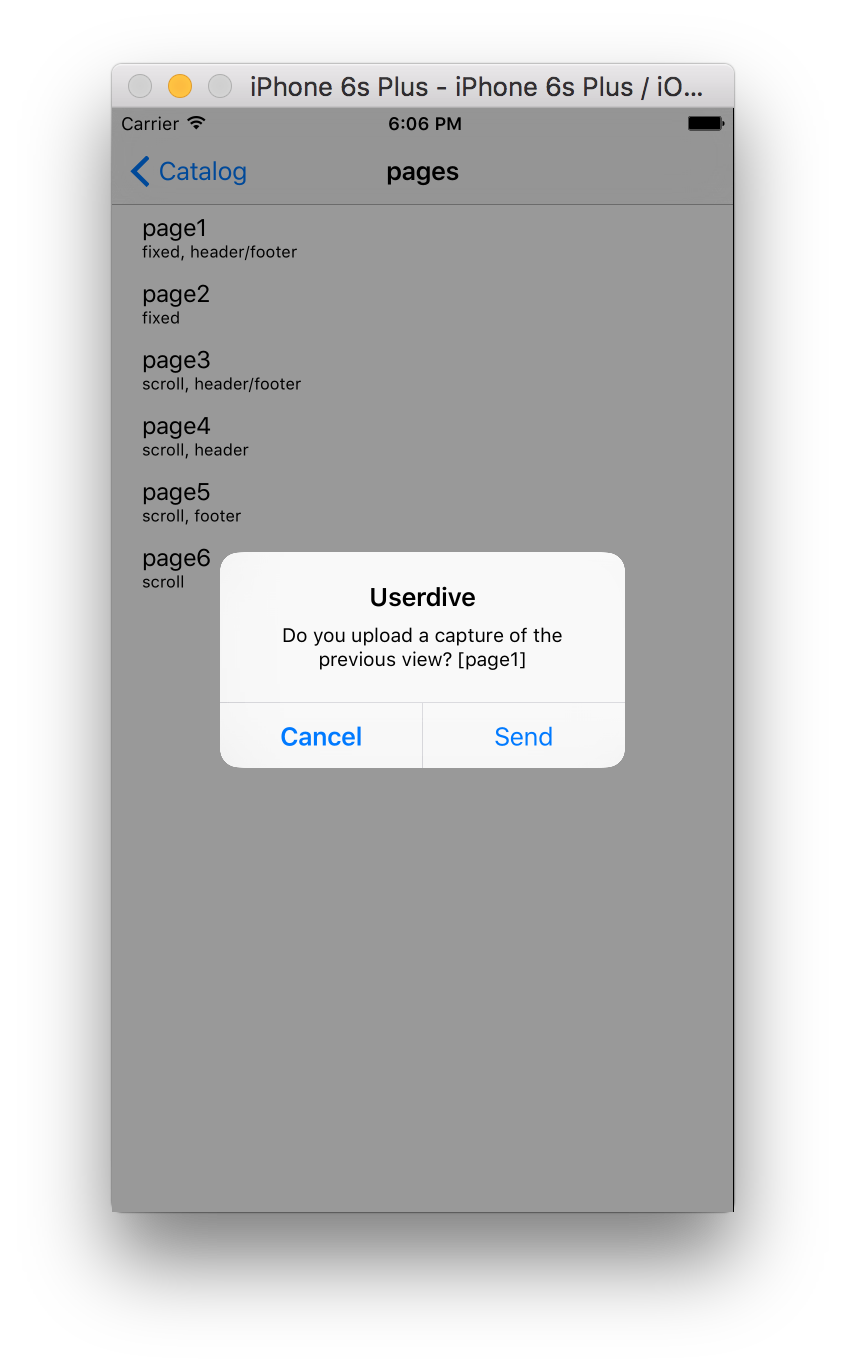 iPhone 6s Plus - iPhone 6s Plus / iO...
Carrier 6:06 PM
Catalog pages
page1
fixed, header/footer
page2
fixed
page3
scroll, header/footer
page4
scroll, header
page5
scroll, footer
page6
scroll
Userdive
Do you upload a capture of the
previous view? [page1]
Cancel Send